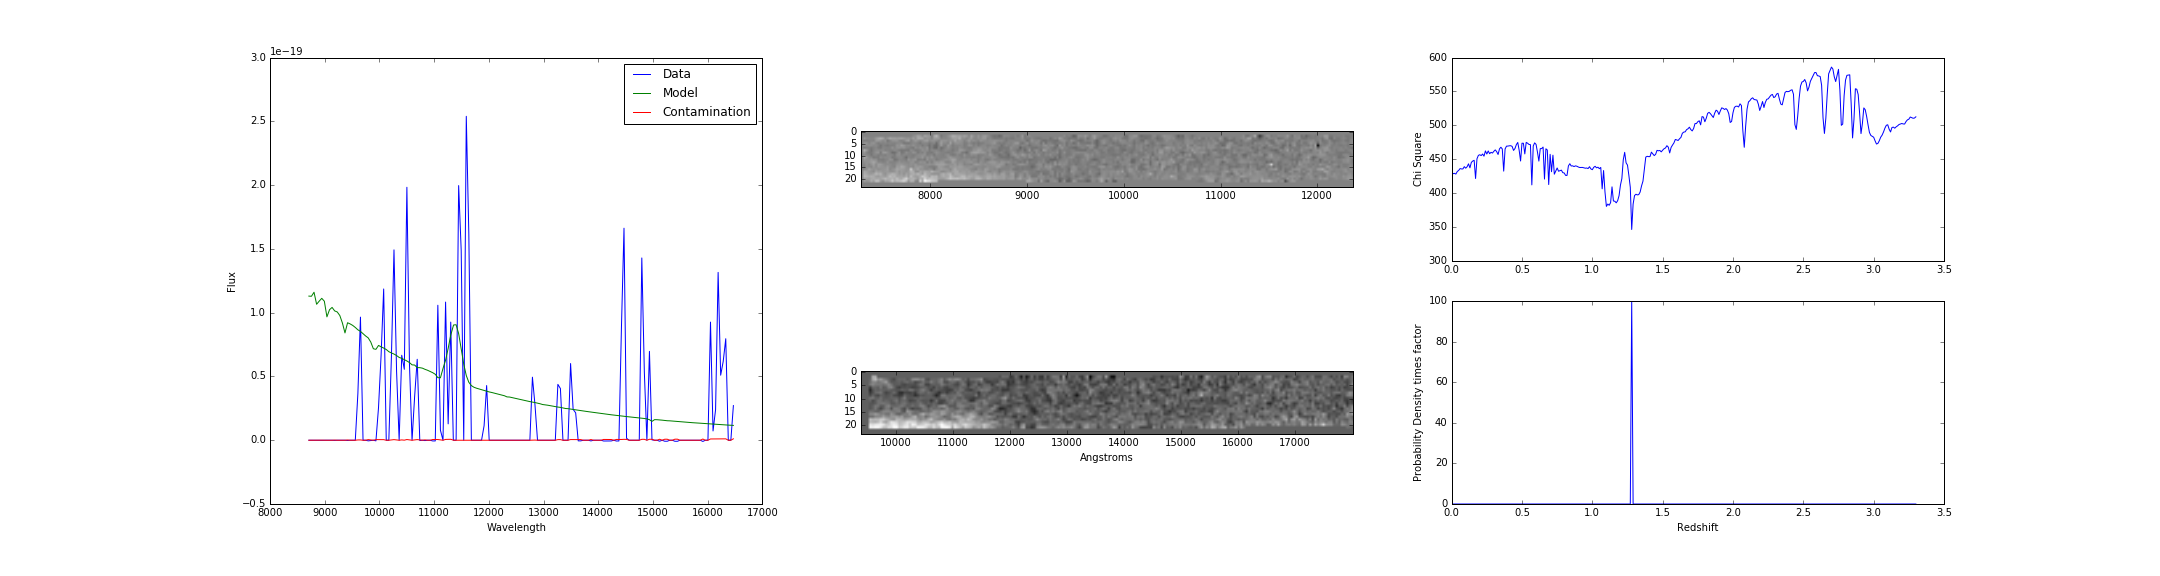 1e−19
3.0
2.5
2.0
1.5
1.0
0.5
0.0
−0.5
Flux
Data
Model
Contamination
8000 9000 10000 11000 12000 13000 14000 15000 16000 17000
Wavelength
0
5
10
15
20
8000 9000 10000 11000 12000
0
5
10
15
20
10000 11000 12000 13000 14000 15000 16000 17000
Angstroms
600
550
500
450
400
350
300
Chi Square
0.0 0.5 1.0 1.5 2.0 2.5 3.0 3.5
100
80
60
40
20
0
Probability Density times factor
0.0 0.5 1.0 1.5 2.0 2.5 3.0 3.5
Redshift